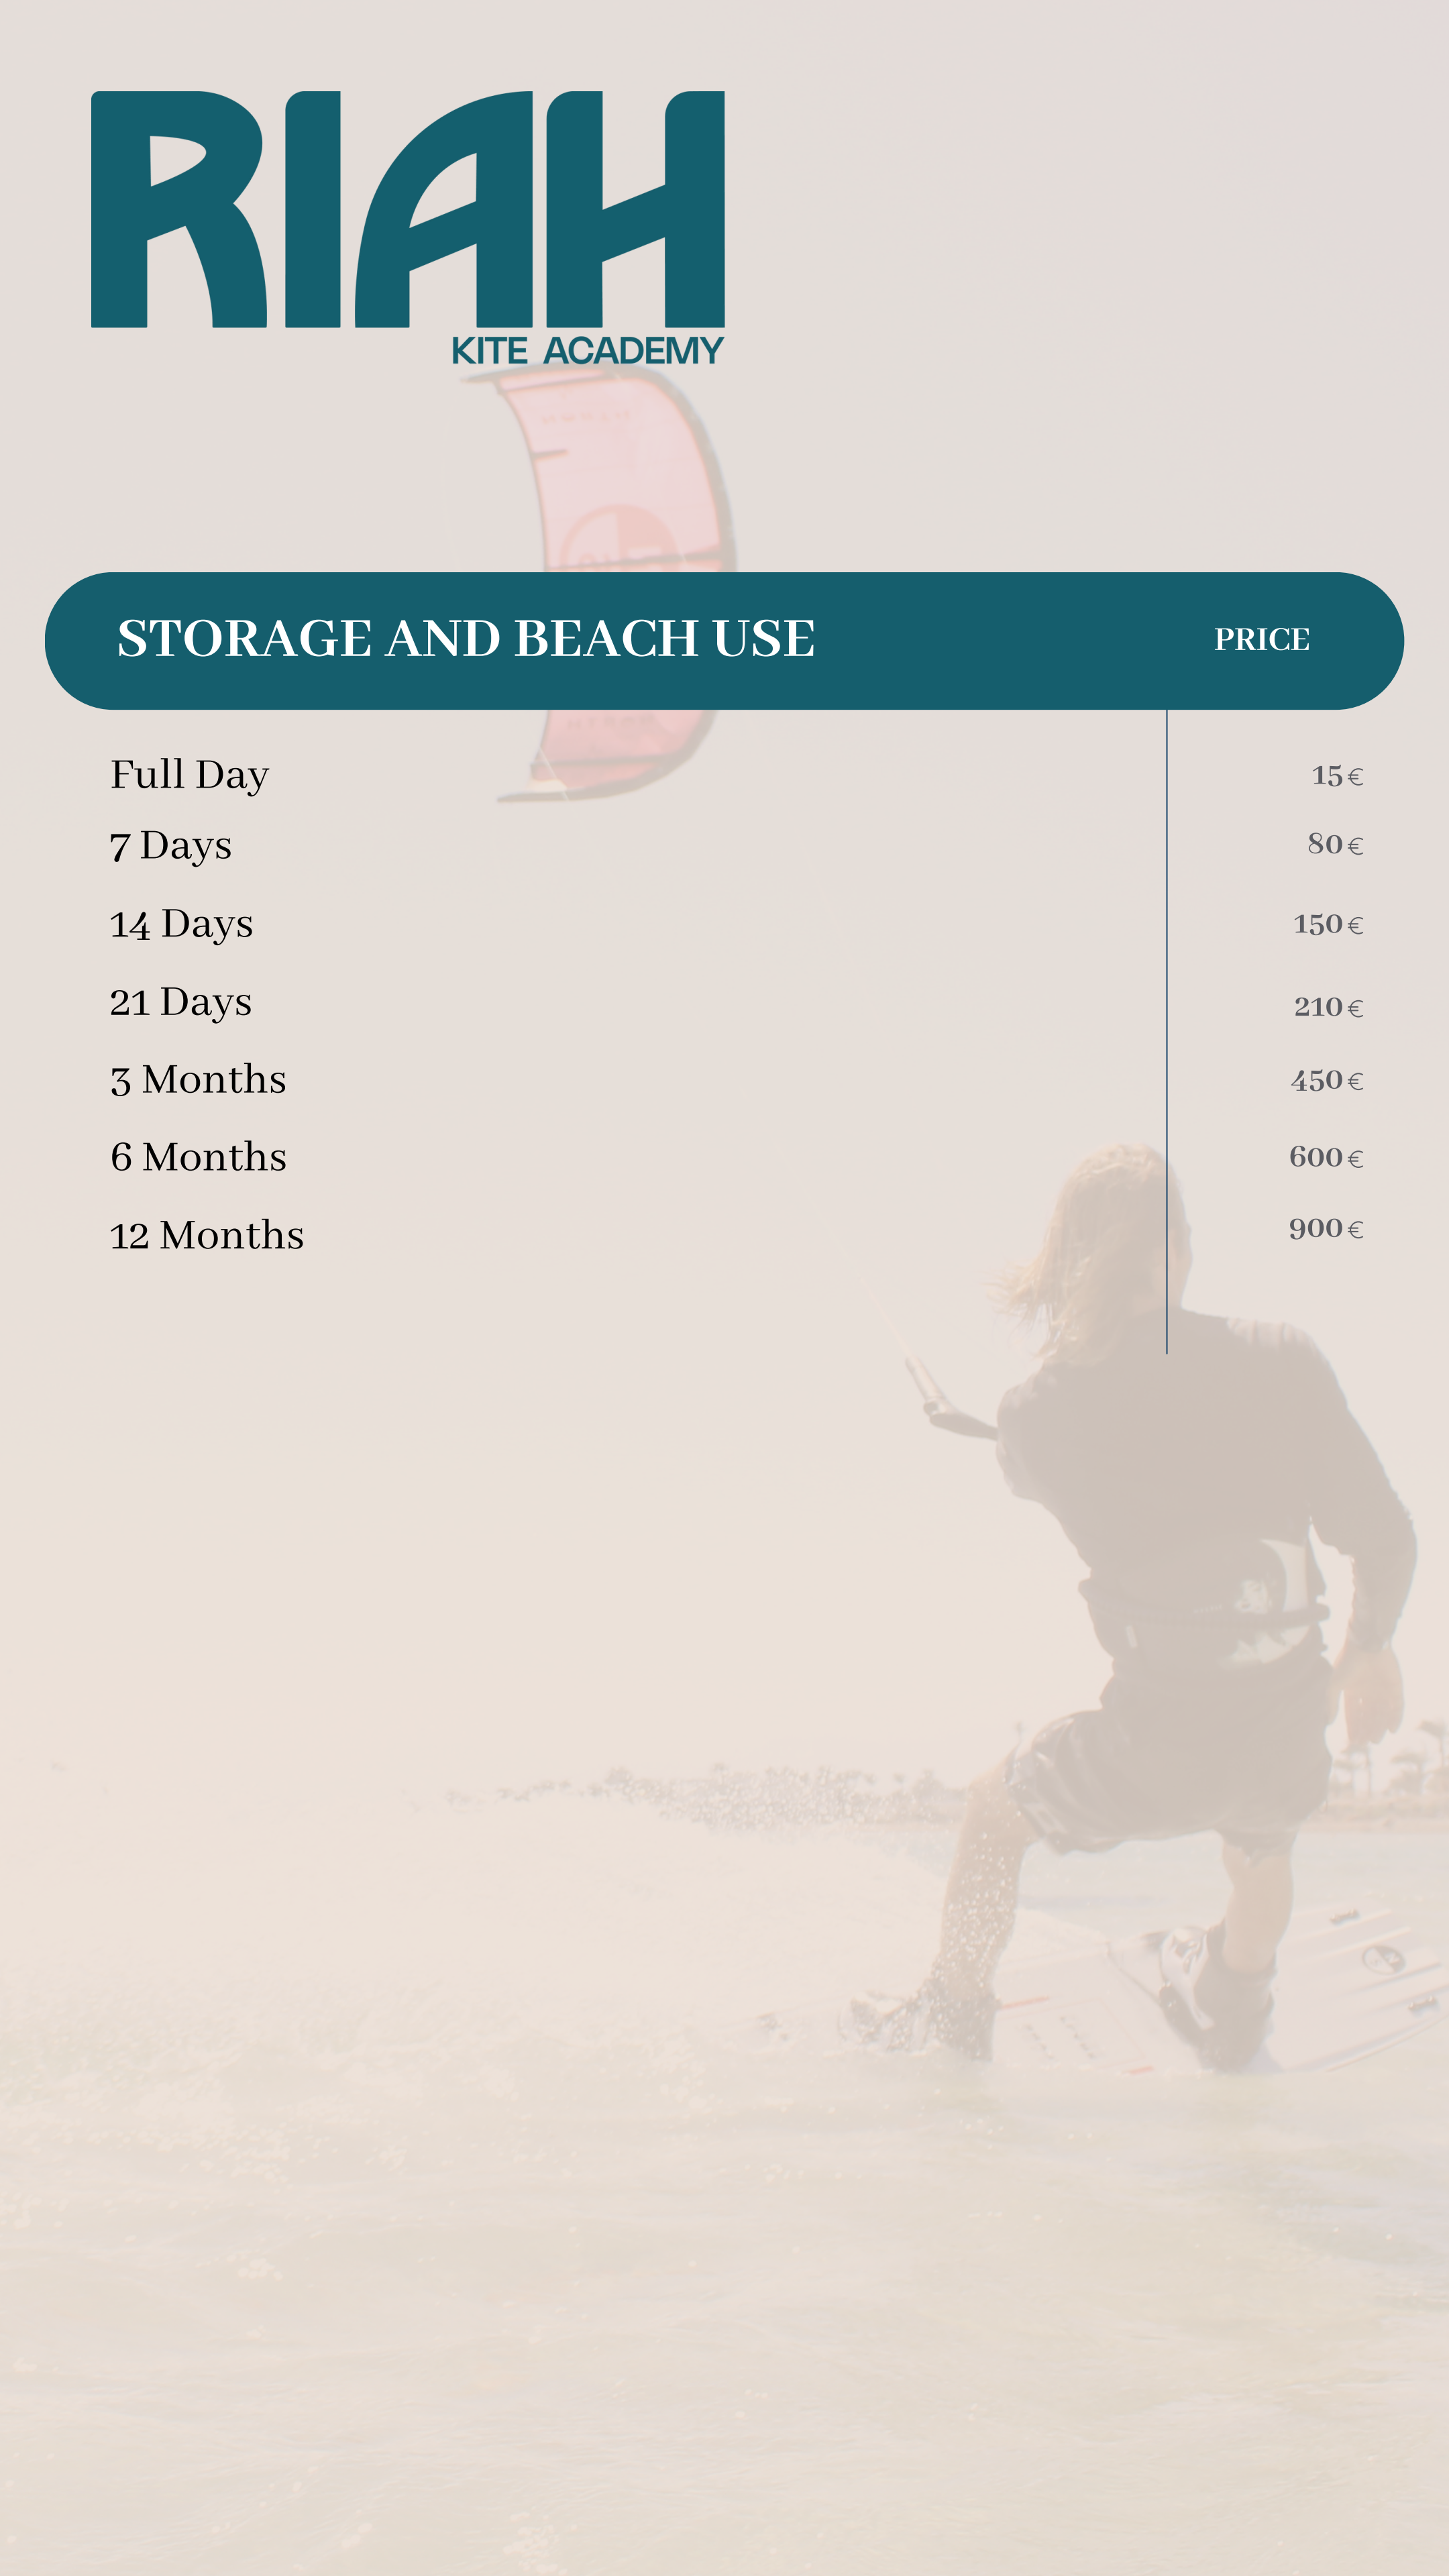 RIAH
KITE ACADEMY
STORAGE AND BEACH USE PRICE
Full Day 15€
7 Days 80€
14 Days 150€
21 Days 210€
3 Months 450€
6 Months 600€
12 Months 900€